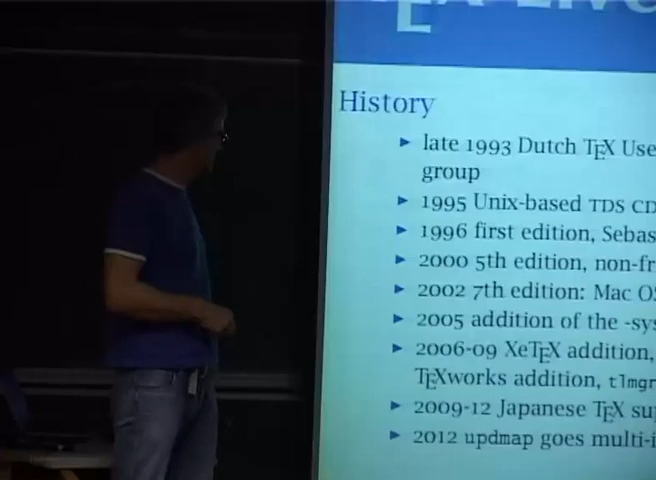 History
late 1993 Dutch TEX Use
group
1995 Unix-based TDS CD
1996 first edition, Sebas
2000 5th edition, non-fr
2002 7th edition: Mac OS
2005 addition of the -sys
2006-09 XeTEX addition,
TEXworks addition, tlmgr
2009-12 Japanese TEX su
2012 updmap goes multi-i